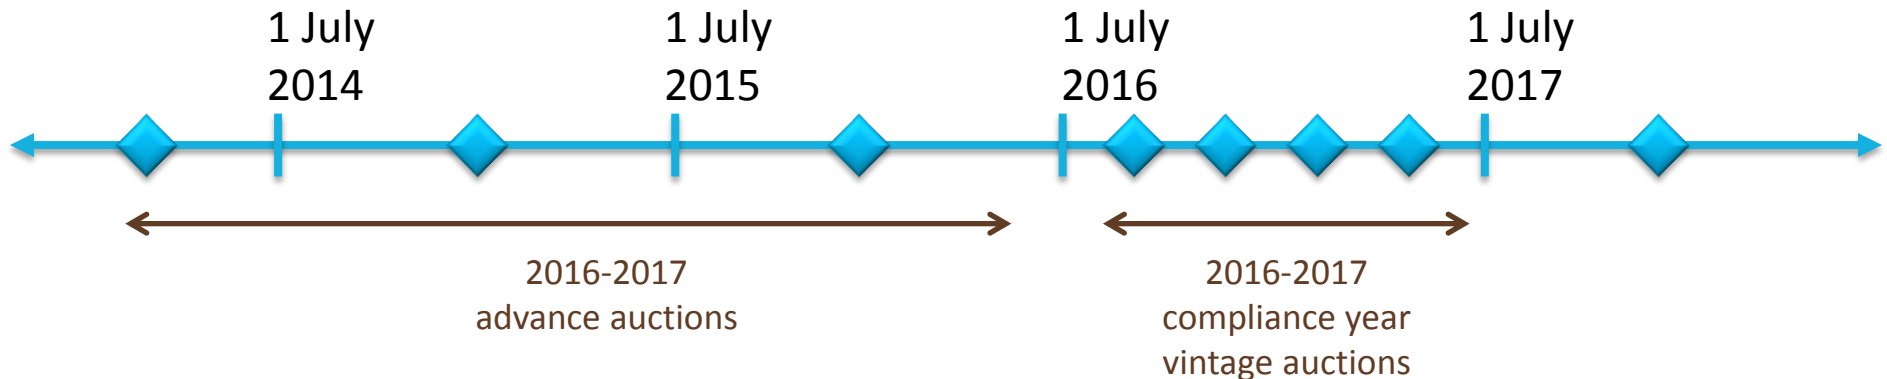 1 July
2014
1 July
2015
1 July
2016
1 July
2017
2016-2017
advance auctions
2016-2017
compliance year
vintage auctions